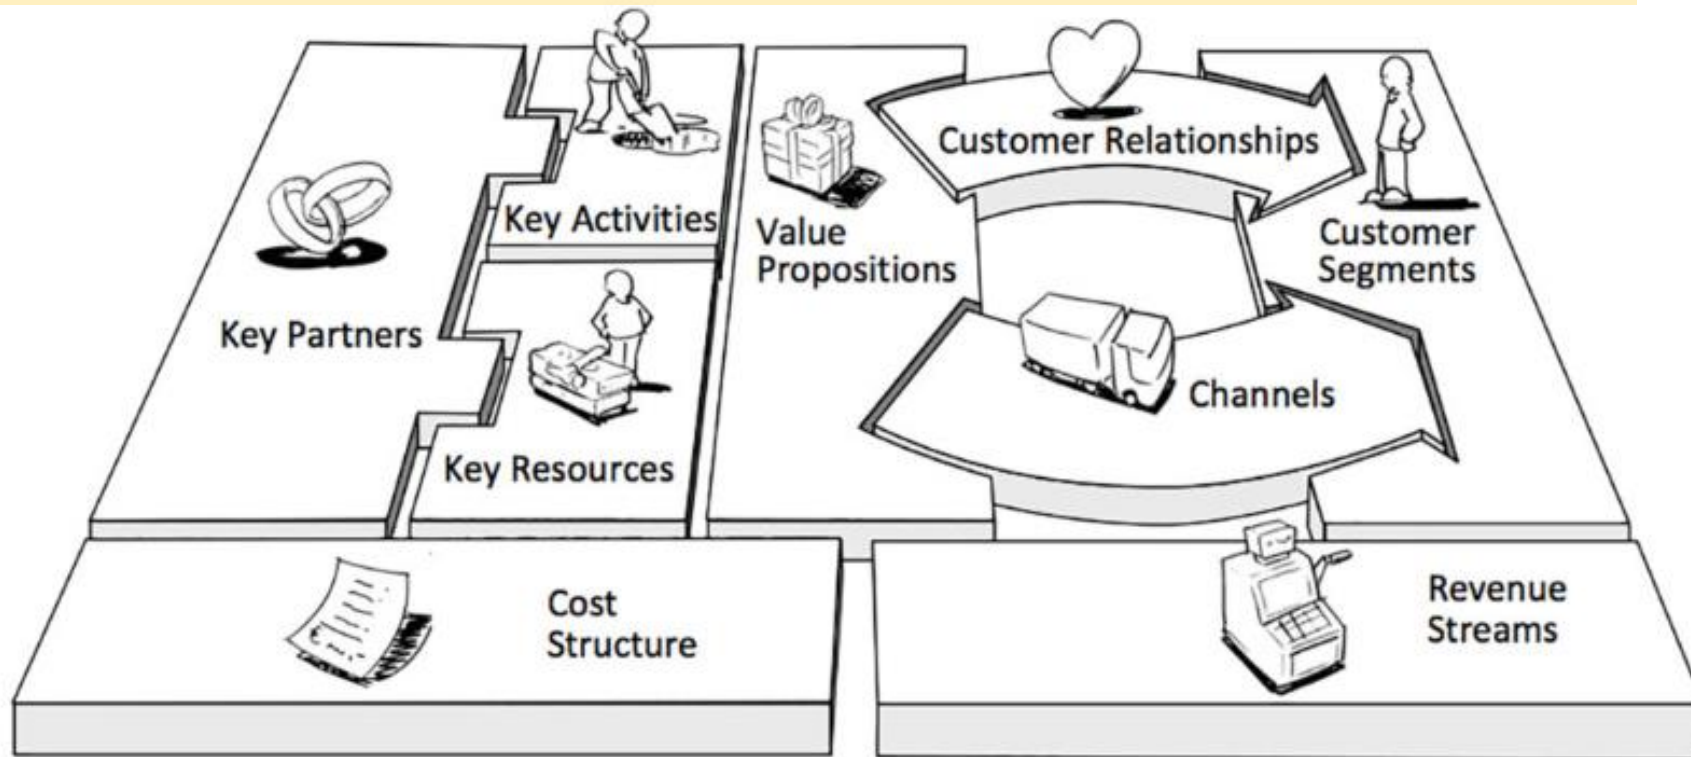 Key Partners
Key Activities
Key Resources
Value
Propositions
Customer Relationships
Channels
Customer
Segments
Cost
Structure
Revenue
Streams